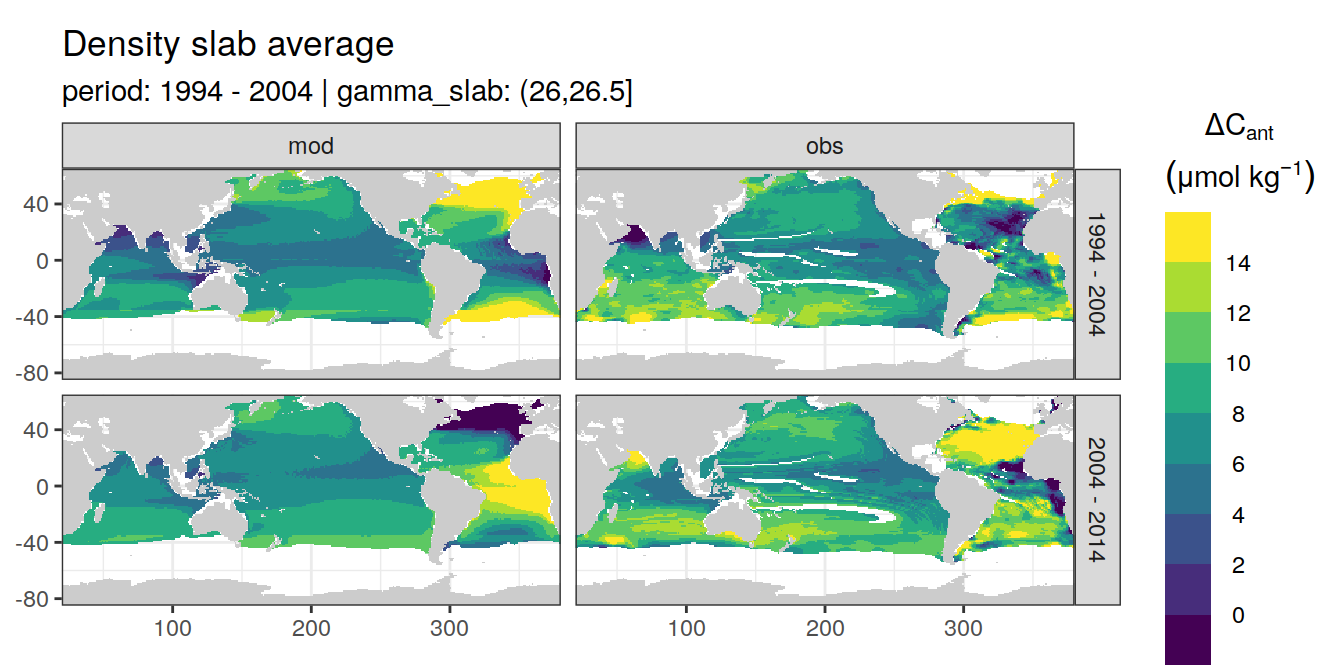 Density slab average
period: 1994 - 2004 | gamma_slab: (26,26.5]
mod
obs
40
0
-40
-80
1994 - 2004
40
0
-40
-80
2004 - 2014
100
200
300
100
200
300
ΔCant
(μmol kg⁻¹)
14
12
10
8
6
4
2
0